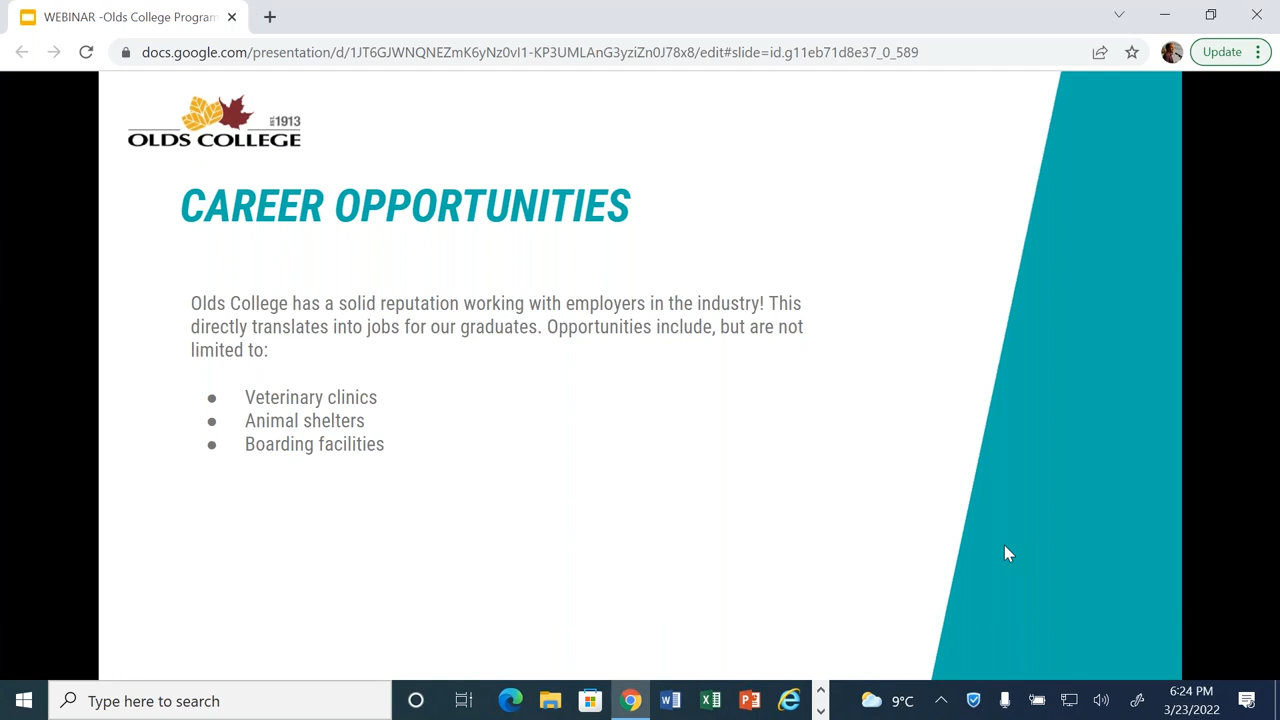 WEBINAR -Olds College Program
docs.google.com/presentation/d/1JT6GJWNQNEZmK6yNz0vI1-KP3UMLAnG3yziZn0J78x8/edit#slide=id.g11eb71d8e37_0_589
Update
EST. 1913
OLDS COLLEGE
CAREER OPPORTUNITIES
Olds College has a solid reputation working with employers in the industry! This
directly translates into jobs for our graduates. Opportunities include, but are not
limited to:
● Veterinary clinics
● Animal shelters
● Boarding facilities
Type here to search
9°C
6:24 PM
3/23/2022